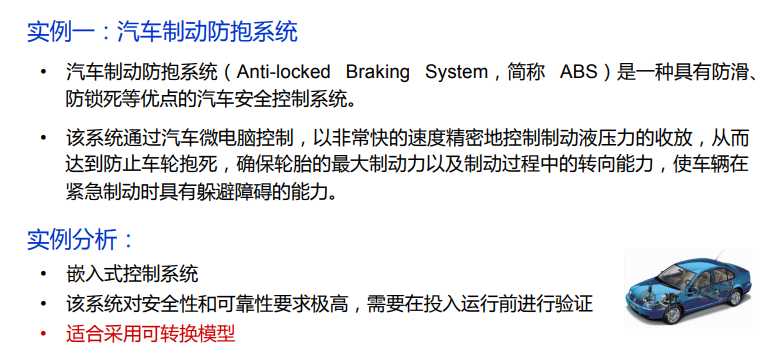 实例一：汽车制动防抱系统
• 汽车制动防抱系统（Anti-locked Braking System，简称 ABS）是一种具有防滑、
防锁死等优点的汽车安全控制系统。
• 该系统通过汽车微电脑控制，以非常快的速度精密地控制制动液压力的收放，从而
达到防止车轮抱死，确保轮胎的最大制动力以及制动过程中的转向能力，使车辆在
紧急制动时具有躲避障碍的能力。
实例分析：
• 嵌入式控制系统
• 该系统对安全性和可靠性要求极高，需要在投入运行前进行验证
• 适合采用可转换模型